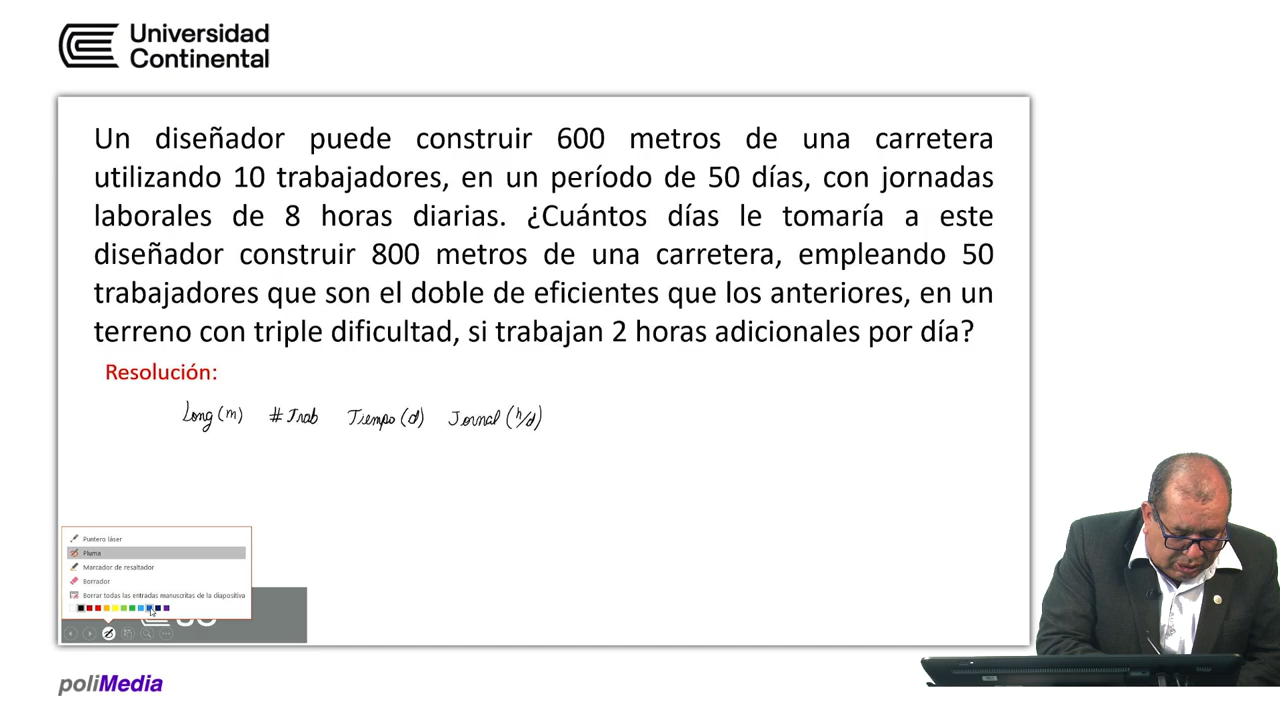 Universidad
Continental
Un diseñador puede construir 600 metros de una carretera
utilizando 10 trabajadores, en un período de 50 días, con jornadas
laborales de 8 horas diarias. ¿Cuántos días le tomaría a este
diseñador construir 800 metros de una carretera, empleando 50
trabajadores que son el doble de eficientes que los anteriores, en un
terreno con triple dificultad, si trabajan 2 horas adicionales por día?
Resolución:
Long (m) # Trab Tiempo (d) Jornal (h/d)
Puntero láser
Pluma
Marcador de resaltador
Borrador
Borrar todas las entradas manuscritas de la diapositiva
poliMedia